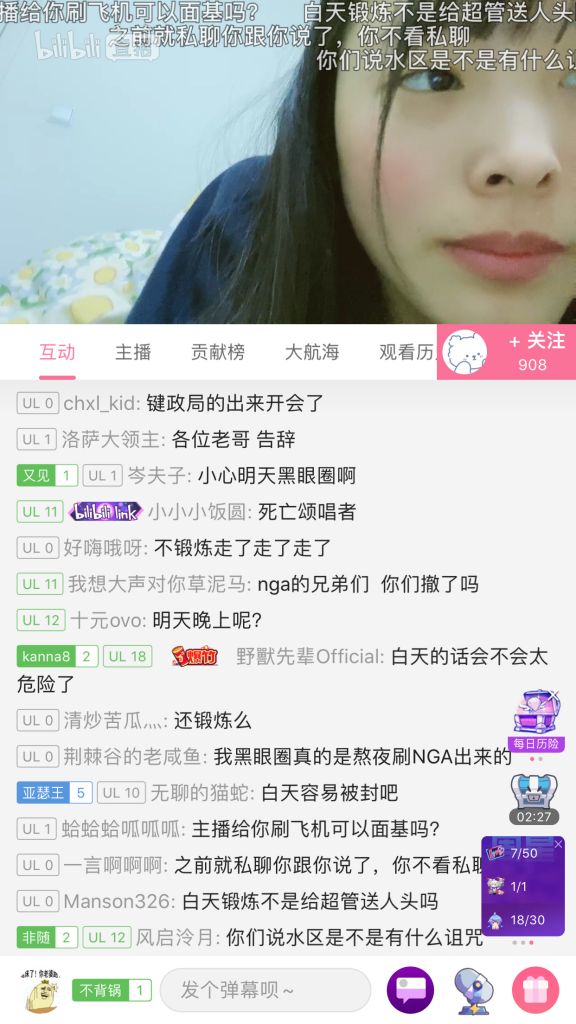 播给你刷飞机可以面基吗？ 白天锻炼不是给超管送人头
bilibili 直播 之前就私聊你跟你说了，你不看私聊
你们说水区是不是有什么诅
互动 主播 贡献榜 大航海 观看历 + 关注
908
UL 0 chxl_kid: 键政局的出来开会了
UL 1 洛萨大领主: 各位老哥 告辞
又见 1 UL 1 岑夫子: 小心明天黑眼圈啊
UL 11 bilibili link 小小小饭圆: 死亡颂唱者
UL 0 好嗨哦呀: 不锻炼走了走了走了
UL 11 我想大声对你草泥马: nga的兄弟们 你们撤了吗
UL 12 十元ovo: 明天晚上呢?
kanna8 2 UL 18 爆竹 野獸先辈Official: 白天的话会不会太
危险了
UL 0 清炒苦瓜灬: 还锻炼么
每日历险
UL 0 荆棘谷的老咸鱼: 我黑眼圈真的是熬夜刷NGA出来的
亚瑟王 5 UL 10 无聊的猫蛇: 白天容易被封吧
02:27
UL 1 蛤蛤蛤呱呱呱: 主播给你刷飞机可以面基吗?
7/50
UL 0 一言啊啊啊: 之前就私聊你跟你说了，你不看私
1/1
UL 0 Manson326: 白天锻炼不是给超管送人头吗
18/30
非随 2 UL 12 风启泠月: 你们说水区是不是有什么诅咒
不背锅 1 发个弹幕呗~